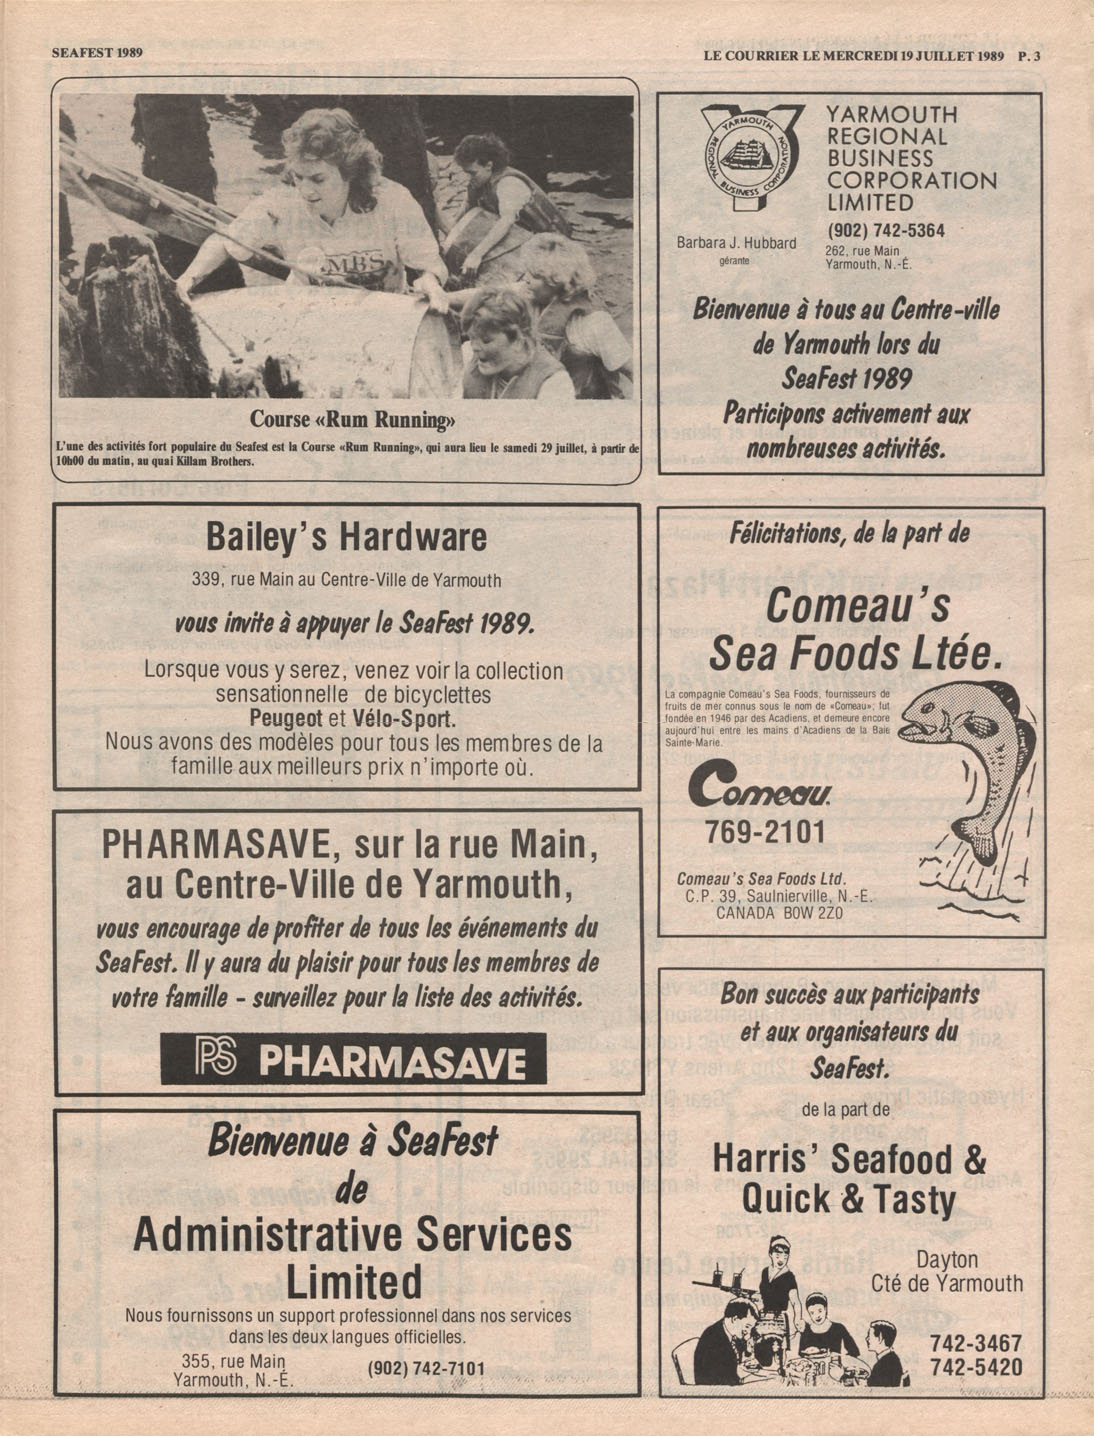 SEAFEST 1989
LE COURRIER LE MERCREDI 19 JUILLET 1989 P. 3
MBS
Course «Rum Running»
L'une des activités fort populaire du Seafest est la Course «Rum Running», qui aura lieu le samedi 29 juillet, à partir de
10h00 du matin, au quai Killam Brothers.
YARMOUTH
REGIONAL BUSINESS CORPORATION
YARMOUTH
REGIONAL
BUSINESS
CORPORATION
LIMITED
(902) 742-5364
262, rue Main
Yarmouth, N.-É.
Barbara J. Hubbard
gérante
Bienvenue à tous au Centre-ville
de Yarmouth lors du
SeaFest 1989
Participons activement aux
nombreuses activités.
Bailey's Hardware
339, rue Main au Centre-Ville de Yarmouth
vous invite à appuyer le SeaFest 1989.
Lorsque vous y serez, venez voir la collection
sensationnelle de bicyclettes
Peugeot et Vélo-Sport.
Nous avons des modèles pour tous les membres de la
famille aux meilleurs prix n'importe où.
Félicitations, de la part de
Comeau's
Sea Foods Ltée.
La compagnie Comeau's Sea Foods, fournisseurs de
fruits de mer connus sous le nom de «Comeau»; fut
fondée en 1946 par des Acadiens, et demeure encore
aujourd'hui entre les mains d'Acadiens de la Baie
Sainte-Marie.
Comeau.
769-2101
Comeau's Sea Foods Ltd.
C.P. 39, Saulnierville, N.-E.
CANADA B0W 2Z0
PHARMASAVE, sur la rue Main,
au Centre-Ville de Yarmouth,
vous encourage de profiter de tous les événements du
SeaFest. Il y aura du plaisir pour tous les membres de
votre famille - surveillez pour la liste des activités.
PS PHARMASAVE
Bienvenue à SeaFest
de
Administrative Services
Limited
Nous fournissons un support professionnel dans nos services
dans les deux langues officielles.
355, rue Main
Yarmouth, N.-É.
(902) 742-7101
Bon succès aux participants
et aux organisateurs du
SeaFest.
de la part de
Harris' Seafood &
Quick & Tasty
Dayton
Cté de Yarmouth
742-3467
742-5420